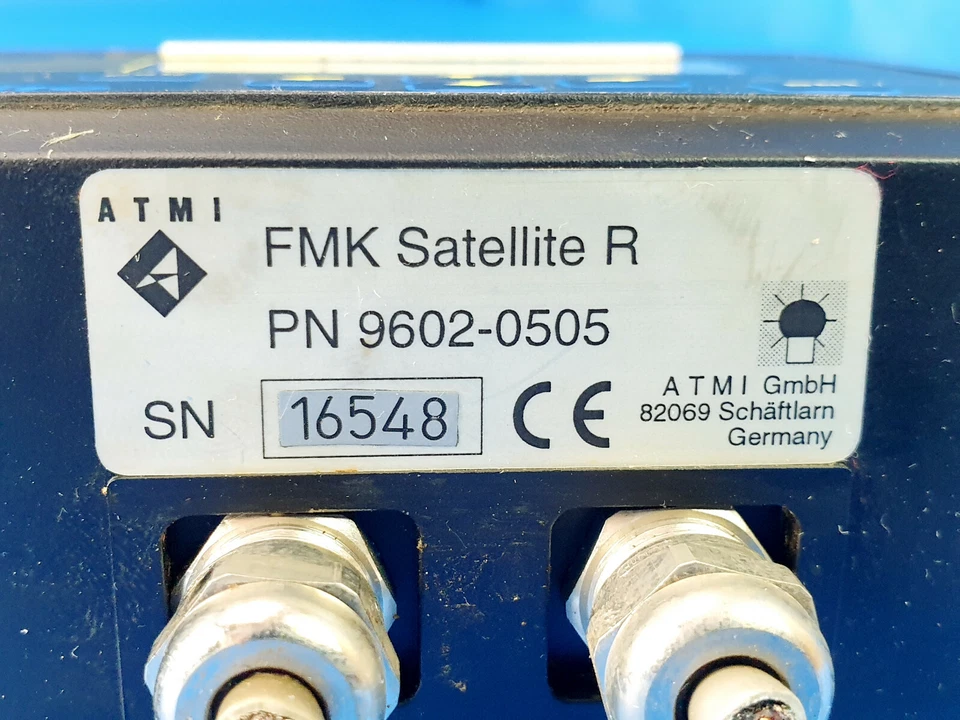 ATMI
FMK Satellite R
PN 9602-0505
SN 16548
CE
ATMI GmbH
82069 Schäftlarn
Germany